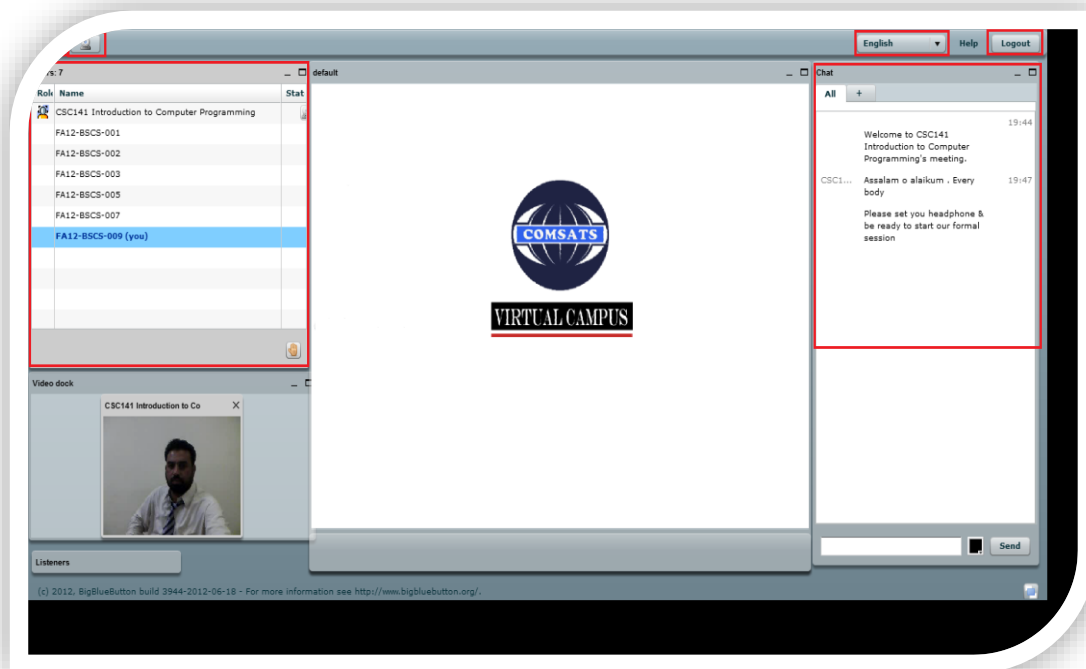 English
Help
Logout
s: 7
default
Chat
Role Name Stat
All +
CSC141 Introduction to Computer Programming
FA12-BSCS-001
FA12-BSCS-002
FA12-BSCS-003
FA12-BSCS-005
FA12-BSCS-007
FA12-BSCS-009 (you)
COMSATS
VIRTUAL CAMPUS
19:44
Welcome to CSC141
Introduction to Computer
Programming's meeting.
CSC1... Assalam o alaikum . Every 19:47
body
Please set you headphone &
be ready to start our formal
session
Video dock
CSC141 Introduction to Co X
Send
Listeners
(c) 2012, BigBlueButton build 3944-2012-06-18 - For more information see http://www.bigbluebutton.org/.